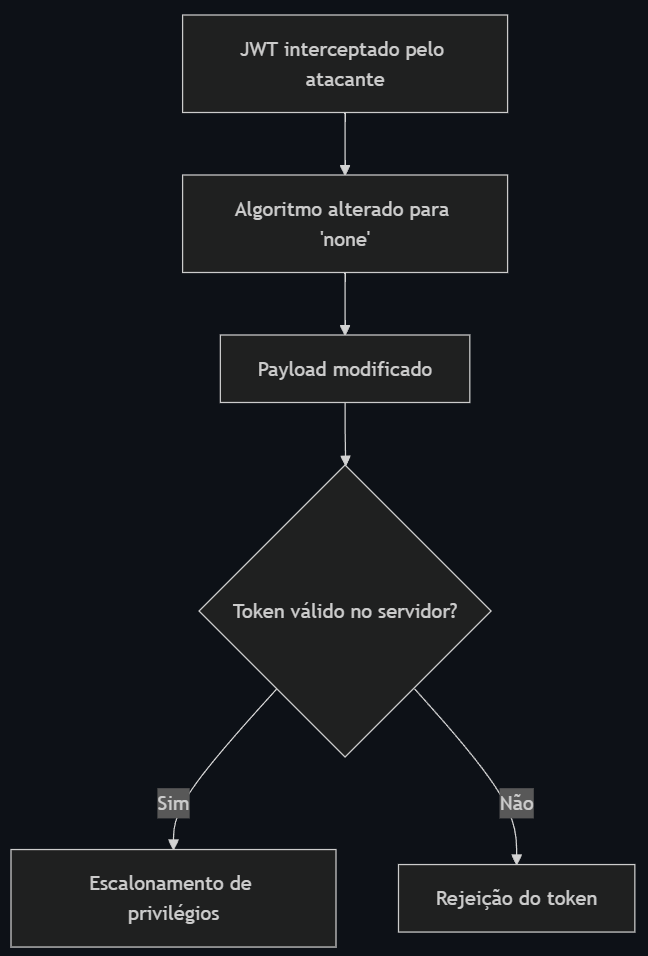 JWT interceptado pelo
atacante
Algoritmo alterado para
'none'
Payload modificado
Token válido no servidor?
Sim
Não
Escalonamento de
privilégios
Rejeição do token